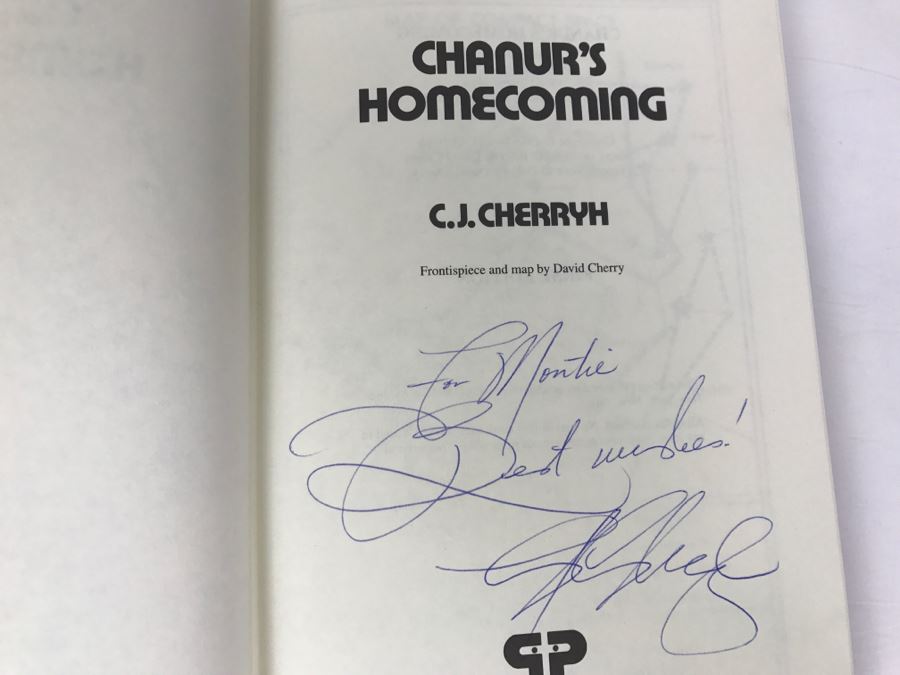 CHANUR'S
HOMECOMING
C.J. CHERRYH
Frontispiece and map by David Cherry
For Montie
Best wishes!